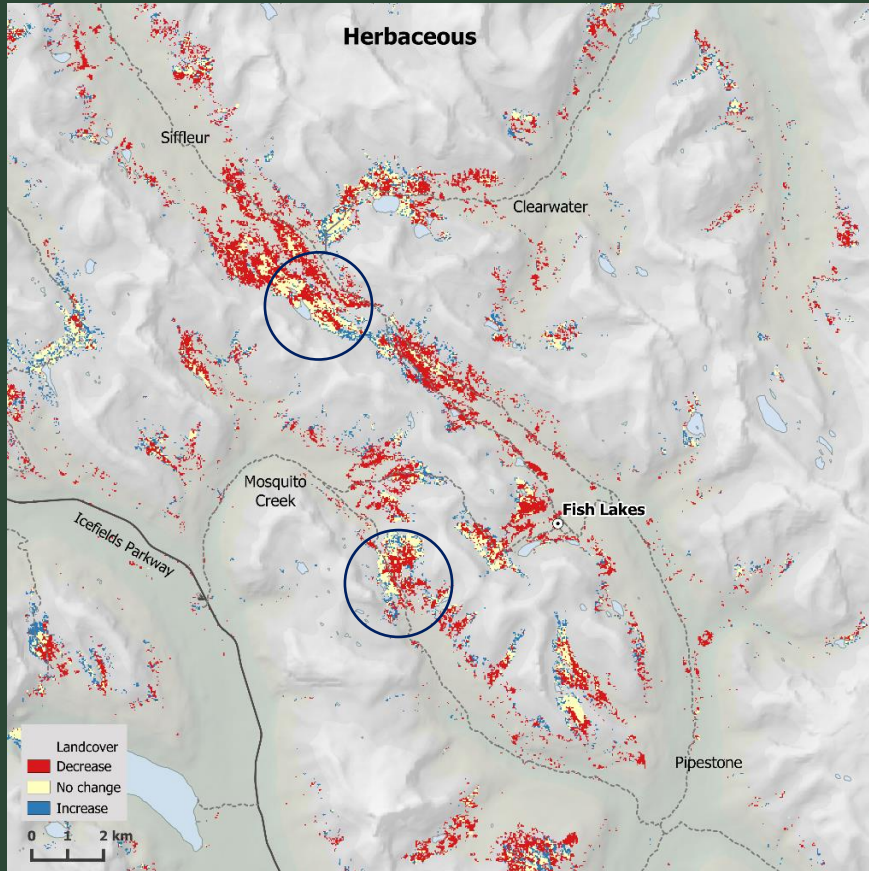 Herbaceous
Siffleur
Clearwater
Mosquito
Creek
Fish Lakes
Icefields Parkway
Pipestone
Landcover
Decrease
No change
Increase
0 1 2 km